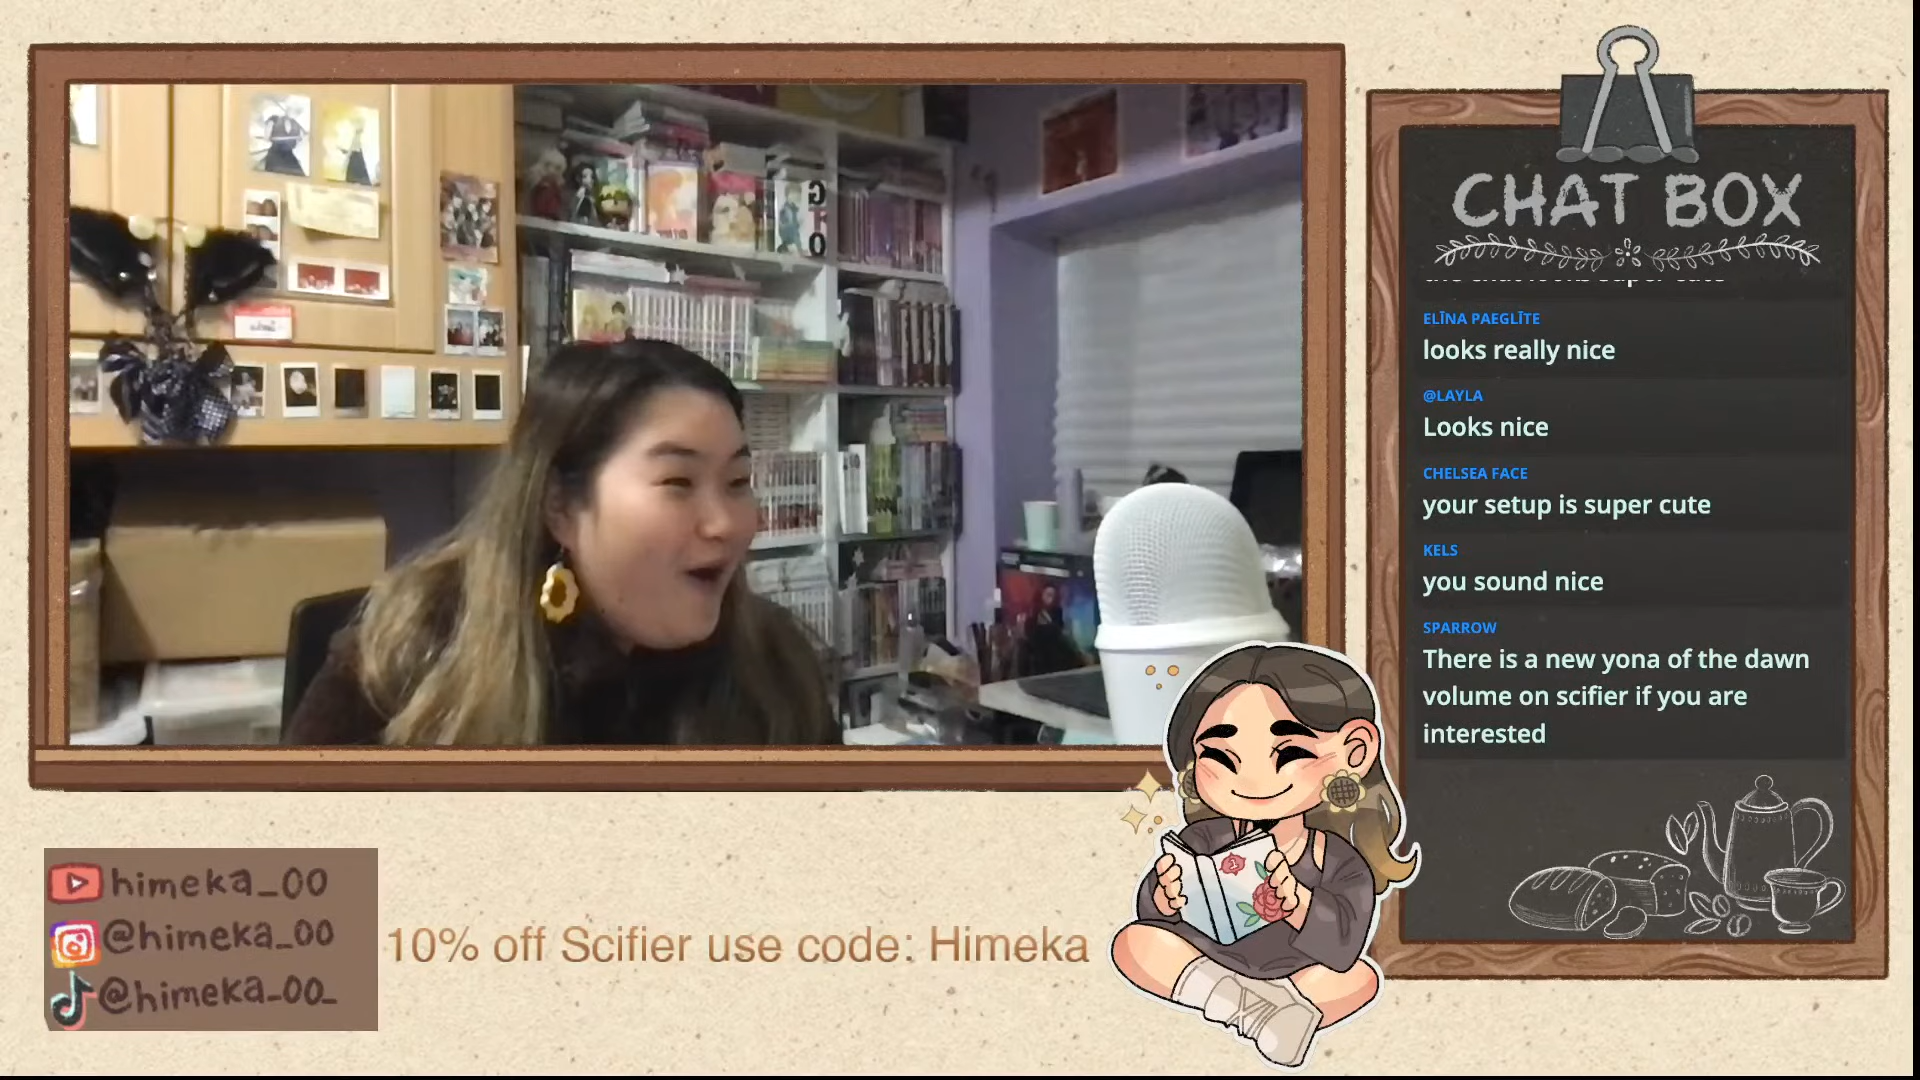 CHAT BOX
ELĪNA PAEGLĪTE
looks really nice
@LAYLA
Looks nice
CHELSEA FACE
your setup is super cute
KELS
you sound nice
SPARROW
There is a new yona of the dawn
volume on scifier if you are
interested
GTO
himeka_00
@himeka_00
@himeka_00_
10% off Scifier use code: Himeka